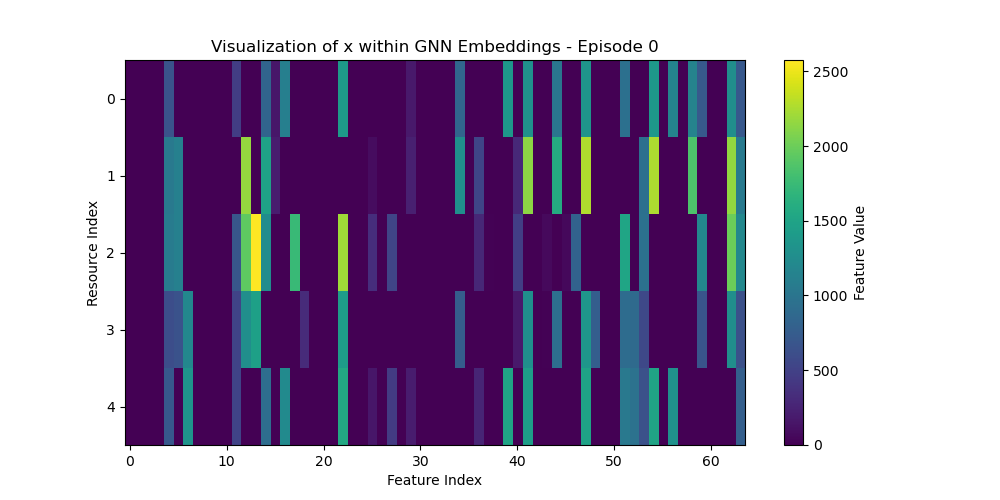 Visualization of x within GNN Embeddings - Episode 0
Resource Index
0
1
2
3
4
0 10 20 30 40 50 60
Feature Index
2500
2000
1500
1000
500
0
Feature Value